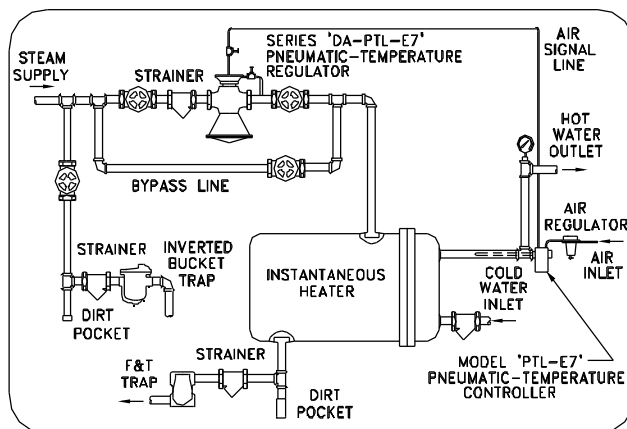 STEAM
SUPPLY
STRAINER
SERIES 'DA-PTL-E7'
PNEUMATIC-TEMPERATURE
REGULATOR
AIR
SIGNAL
LINE
HOT
WATER
OUTLET
BYPASS LINE
AIR
REGULATOR
AIR
INLET
STRAINER
INVERTED
BUCKET
TRAP
DIRT
POCKET
INSTANTANEOUS
HEATER
COLD
WATER
INLET
F&T
TRAP
STRAINER
DIRT
POCKET
MODEL 'PTL-E7'
PNEUMATIC-TEMPERATURE
CONTROLLER